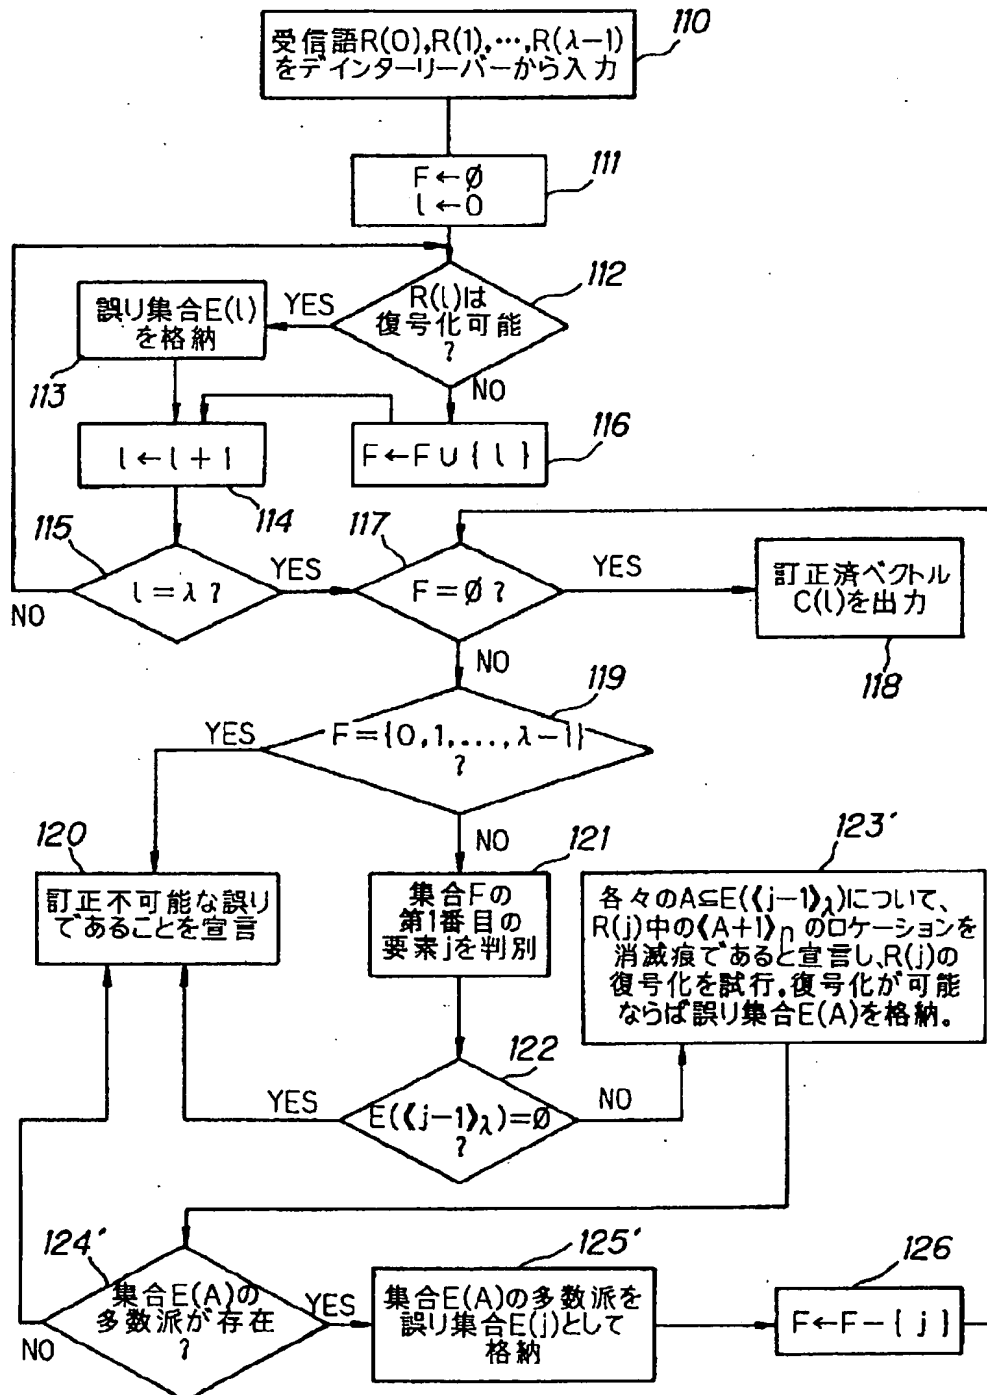 受信語R(0),R(1),…,R(λ−1)
をデインターリーバーから入力
110
F←∅
l←0
111
R(l)は
復号化可能
?
112
YES
NO
誤り集合E(l)
を格納
113
l←l+1
114
F←F∪{l}
116
115
l=λ?
YES
NO
117
F=∅?
YES
NO
訂正済ベクトル
C(l)を出力
118
119
F={0,1,...,λ−1}
?
YES
NO
120
訂正不可能な誤り
であることを宣言
121
集合Fの
第1番目の
要素jを判別
123'
各々のA⊆E(《j−1》λ)について、
R(j)中の《A+1》nのロケーションを
消滅痕であると宣言し、R(j)の
復号化を試行。復号化が可能
ならば誤り集合E(A)を格納。
122
E(《j−1》λ)=∅
?
YES
NO
124'
集合E(A)の
多数派が存在
?
YES
NO
125'
集合E(A)の多数派を
誤り集合E(j)として
格納
126
F←F−{j}